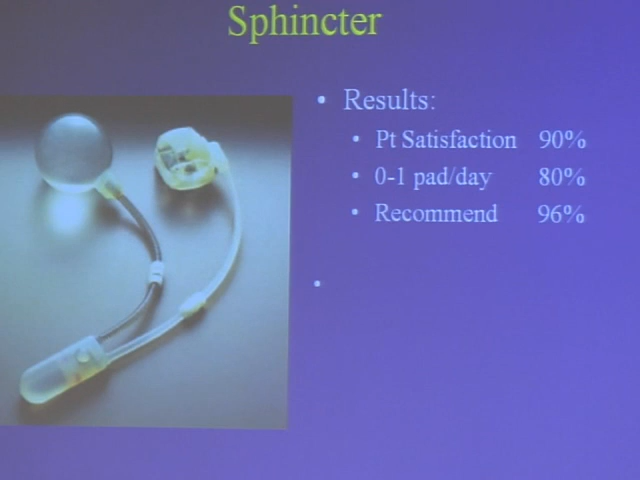 Sphincter
• Results:
• Pt Satisfaction 90%
• 0-1 pad/day 80%
• Recommend 96%
•